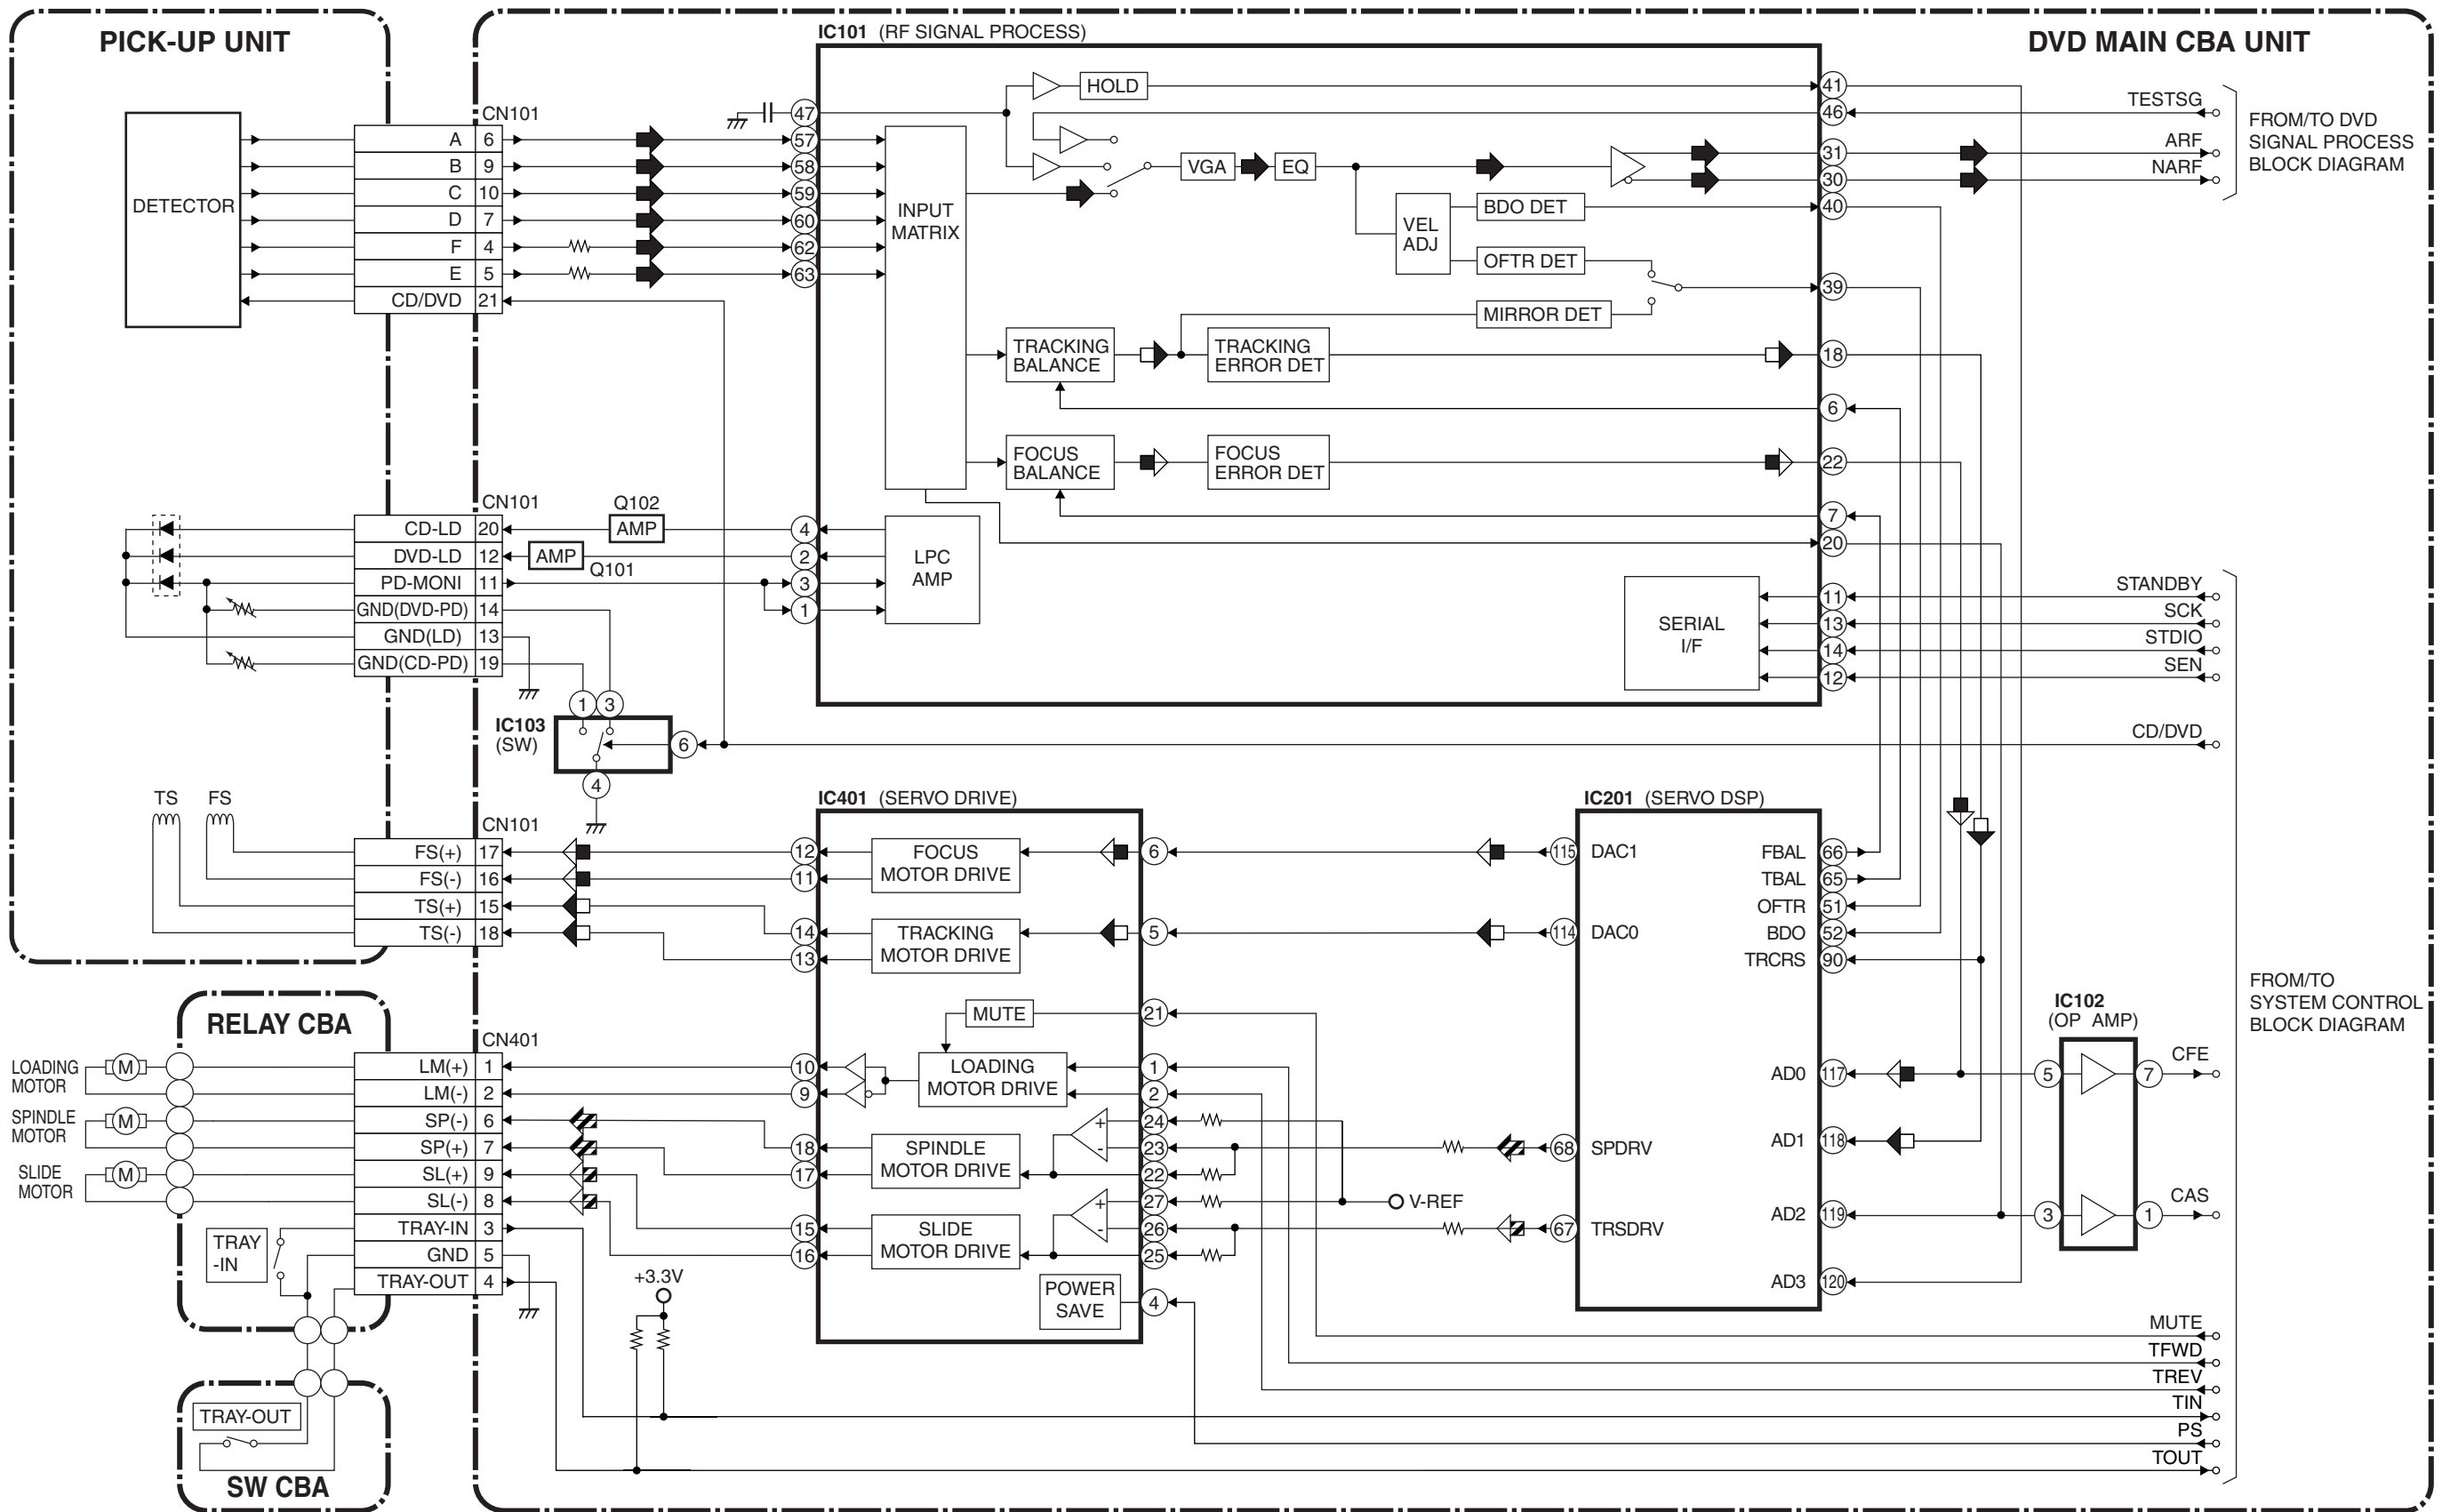 PICK-UP UNIT
DVD MAIN CBA UNIT
IC101 (RF SIGNAL PROCESS)
DETECTOR
CN101
A 6
B 9
C 10
D 7
F 4
E 5
CD/DVD 21
47
57
58
59
60
62
63
INPUT
MATRIX
HOLD
VGA
EQ
VEL
ADJ
BDO DET
OFTR DET
MIRROR DET
TRACKING
BALANCE
TRACKING
ERROR DET
FOCUS
BALANCE
FOCUS
ERROR DET
41
46
31
30
40
39
18
6
22
7
20
11
13
14
12
TESTSG
ARF
NARF
FROM/TO DVD
SIGNAL PROCESS
BLOCK DIAGRAM
CN101
CD-LD 20
DVD-LD 12
PD-MONI 11
GND(DVD-PD) 14
GND(LD) 13
GND(CD-PD) 19
Q102
AMP
AMP
Q101
4
2
3
1
LPC
AMP
SERIAL
I/F
STANDBY
SCK
STDIO
SEN
CD/DVD
IC103
(SW)
1
3
6
4
TS
FS
CN101
FS(+) 17
FS(-) 16
TS(+) 15
TS(-) 18
IC401 (SERVO DRIVE)
12
11
14
13
FOCUS
MOTOR DRIVE
TRACKING
MOTOR DRIVE
6
5
MUTE
21
LOADING
MOTOR DRIVE
10
9
1
2
24
23
22
27
26
25
4
+
-
+
-
SPINDLE
MOTOR DRIVE
18
17
SLIDE
MOTOR DRIVE
15
16
POWER
SAVE
V-REF
IC201 (SERVO DSP)
115 DAC1
114 DAC0
68 SPDRV
67 TRSDRV
FBAL 66
TBAL 65
OFTR 51
BDO 52
TRCRS 90
AD0 117
AD1 118
AD2 119
AD3 120
IC102
(OP AMP)
5
7
3
1
CFE
CAS
FROM/TO
SYSTEM CONTROL
BLOCK DIAGRAM
RELAY CBA
LOADING
MOTOR
M
SPINDLE
MOTOR
M
SLIDE
MOTOR
M
CN401
LM(+) 1
LM(-) 2
SP(-) 6
SP(+) 7
SL(+) 9
SL(-) 8
TRAY-IN 3
GND 5
TRAY-OUT 4
TRAY
-IN
+3.3V
TRAY-OUT
SW CBA
MUTE
TFWD
TREV
TIN
PS
TOUT